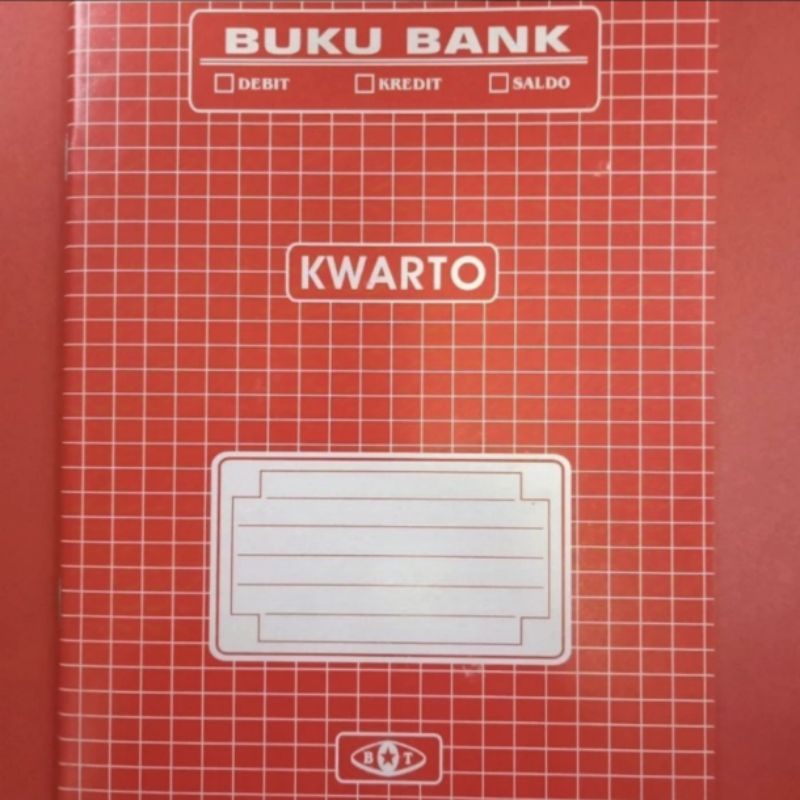 BUKU BANK
DEBIT KREDIT SALDO
KWARTO
B T